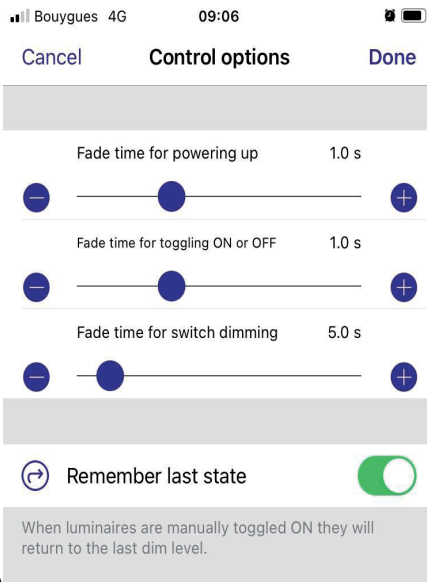 Bouygues 4G 09:06
Cancel Control options Done
Fade time for powering up 1.0 s
Fade time for toggling ON or OFF 1.0 s
Fade time for switch dimming 5.0 s
Remember last state
When luminaires are manually toggled ON they will
return to the last dim level.